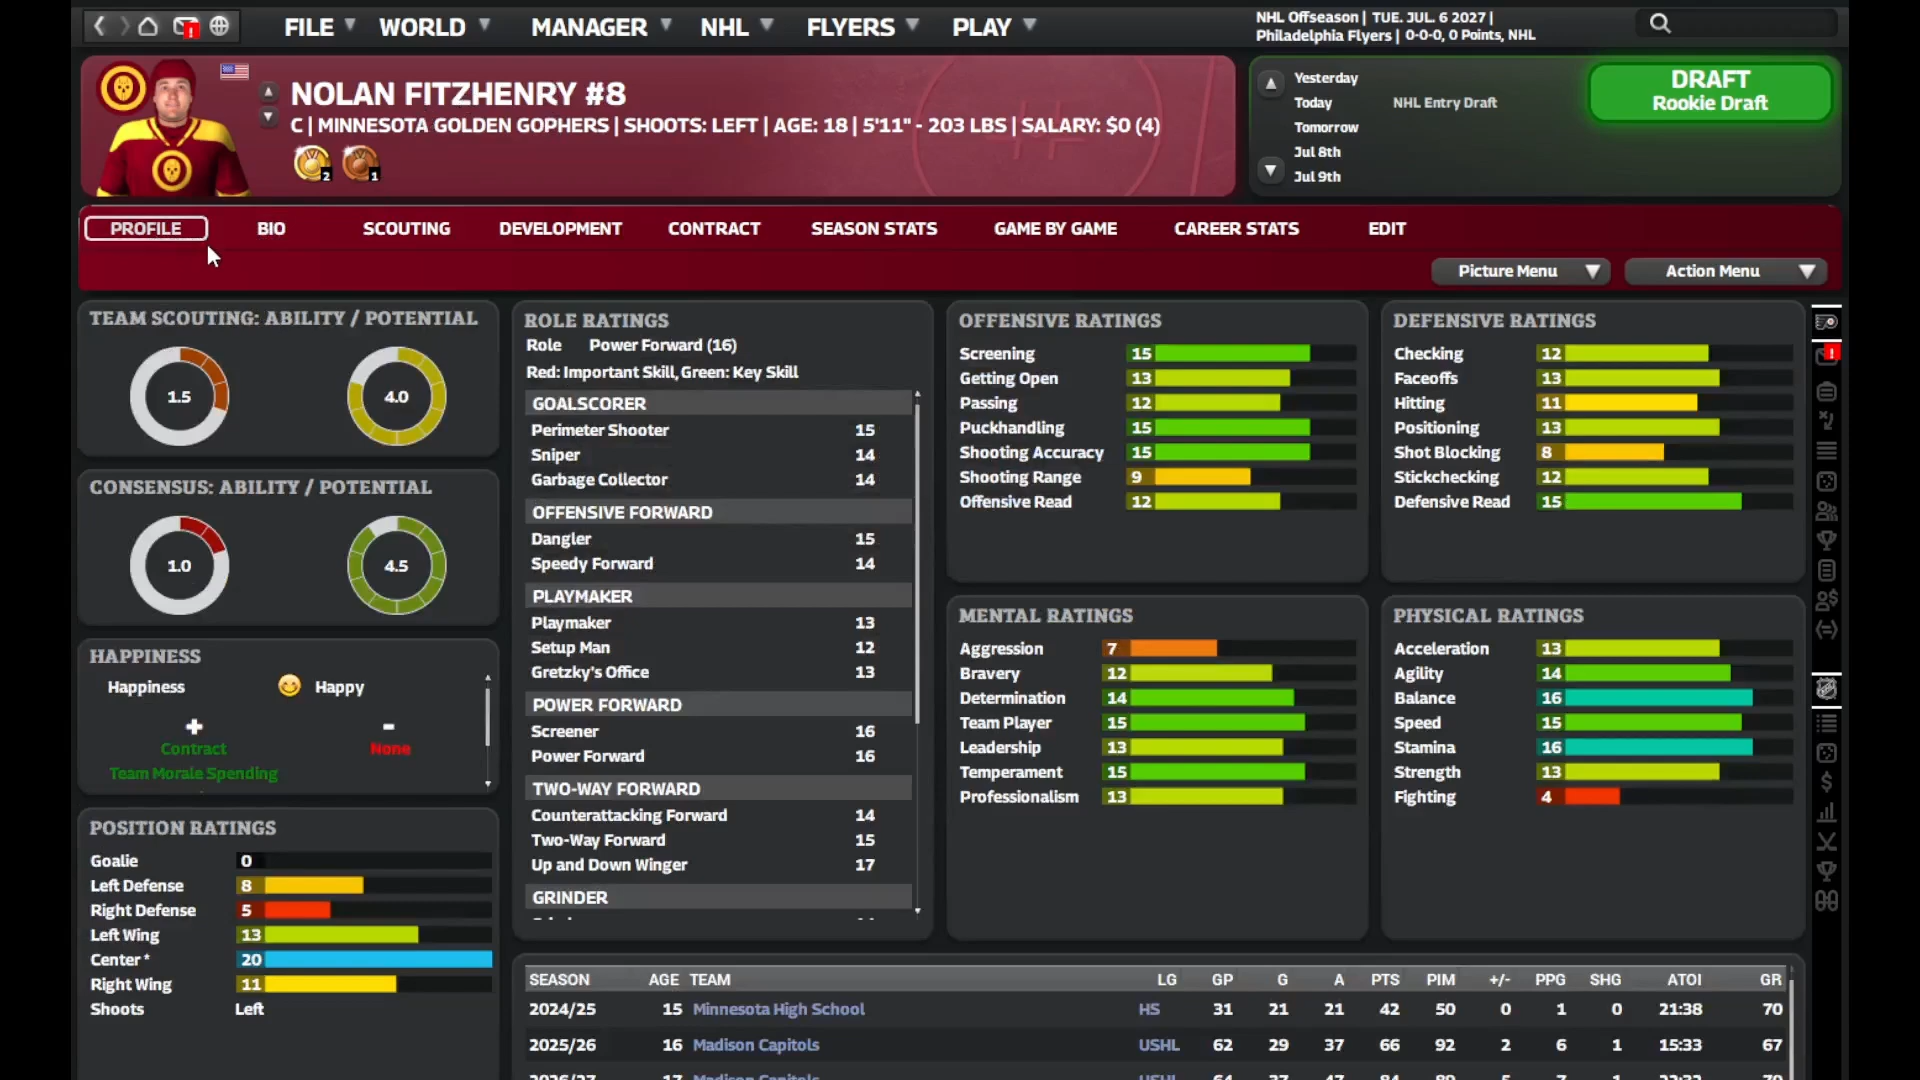 FILE WORLD MANAGER NHL FLYERS PLAY
NHL Offseason | TUE. JUL. 6 2027 |
Philadelphia Flyers | 0-0-0, 0 Points, NHL
NOLAN FITZHENRY #8
C | MINNESOTA GOLDEN GOPHERS | SHOOTS: LEFT | AGE: 18 | 5'11" - 203 LBS | SALARY: $0 (4)
2 1
Yesterday
Today NHL Entry Draft
Tomorrow
Jul 8th
Jul 9th
DRAFT
Rookie Draft
PROFILE BIO SCOUTING DEVELOPMENT CONTRACT SEASON STATS GAME BY GAME CAREER STATS EDIT
Picture Menu Action Menu
TEAM SCOUTING: ABILITY / POTENTIAL
1.5 4.0
CONSENSUS: ABILITY / POTENTIAL
1.0 4.5
HAPPINESS
Happiness Happy
+ -
Contract None
Team Morale Spending
POSITION RATINGS
Goalie 0
Left Defense 8
Right Defense 5
Left Wing 13
Center * 20
Right Wing 11
Shoots Left
ROLE RATINGS
Role Power Forward (16)
Red: Important Skill, Green: Key Skill
GOALSCORER
Perimeter Shooter 15
Sniper 14
Garbage Collector 14
OFFENSIVE FORWARD
Dangler 15
Speedy Forward 14
PLAYMAKER
Playmaker 13
Setup Man 12
Gretzky's Office 13
POWER FORWARD
Screener 16
Power Forward 16
TWO-WAY FORWARD
Counterattacking Forward 14
Two-Way Forward 15
Up and Down Winger 17
GRINDER
OFFENSIVE RATINGS
Screening 15
Getting Open 13
Passing 12
Puckhandling 15
Shooting Accuracy 15
Shooting Range 9
Offensive Read 12
DEFENSIVE RATINGS
Checking 12
Faceoffs 13
Hitting 11
Positioning 13
Shot Blocking 8
Stickchecking 12
Defensive Read 15
MENTAL RATINGS
Aggression 7
Bravery 12
Determination 14
Team Player 15
Leadership 13
Temperament 15
Professionalism 13
PHYSICAL RATINGS
Acceleration 13
Agility 14
Balance 16
Speed 15
Stamina 16
Strength 13
Fighting 4
SEASON AGE TEAM LG GP G A PTS PIM +/- PPG SHG ATOI GR
2024/25 15 Minnesota High School HS 31 21 21 42 50 0 1 0 21:38 70
2025/26 16 Madison Capitols USHL 62 29 37 66 92 2 6 1 15:33 67